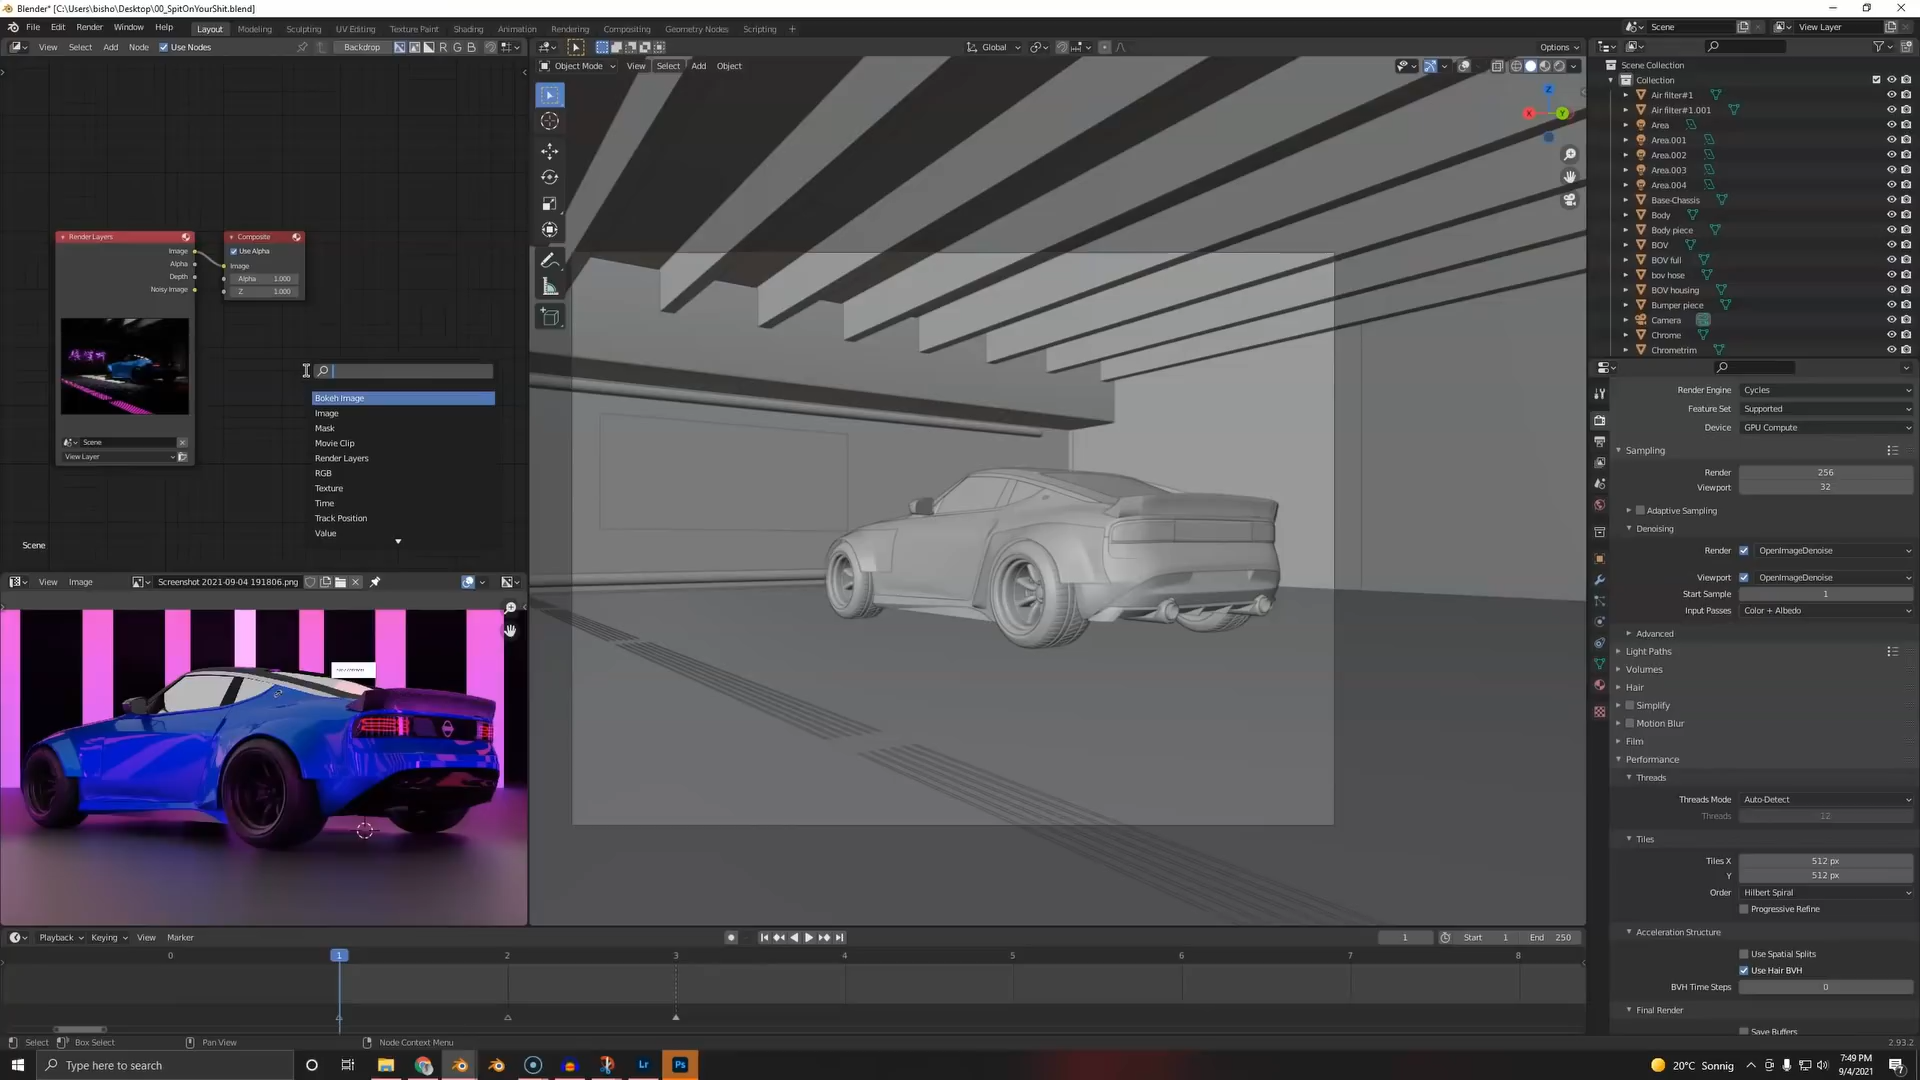 Blender* [C:\Users\bisho\Desktop\00_SpitOnYourShit.blend]
File Edit Render Window Help Layout Modeling Sculpting UV Editing Texture Paint Shading Animation Rendering Compositing Geometry Nodes Scripting +
Scene View Layer
View Select Add Node Use Nodes Backdrop R G B
Global Options
Object Mode View Select Add Object
Z
X
Y
Render Layers
Image
Alpha
Depth
Noisy Image
Scene
View Layer
Composite
Use Alpha
Image
Alpha 1.000
Z 1.000
Bokeh Image
Image
Mask
Movie Clip
Render Layers
RGB
Texture
Time
Track Position
Value
Scene
View Image Screenshot 2021-09-04 191806.png
Scene Collection
Collection
Air filter#1
Air filter#1.001
Area
Area.001
Area.002
Area.003
Area.004
Base-Chassis
Body
Body piece
BOV
BOV full
bov hose
BOV housing
Bumper piece
Camera
Chrome
Chrometrim
Render Engine Cycles
Feature Set Supported
Device GPU Compute
Sampling
Render 256
Viewport 32
Adaptive Sampling
Denoising
Render OpenImageDenoise
Viewport OpenImageDenoise
Start Sample 1
Input Passes Color + Albedo
Advanced
Light Paths
Volumes
Hair
Simplify
Motion Blur
Film
Performance
Threads
Threads Mode Auto-Detect
Threads 12
Tiles
Tiles X 512 px
Y 512 px
Order Hilbert Spiral
Progressive Refine
Acceleration Structure
Use Spatial Splits
Use Hair BVH
BVH Time Steps 0
Final Render
Save Buffers
Playback Keying View Marker 1 Start 1 End 250
0 1 2 3 4 5 6 7 8
Select Box Select Pan View Node Context Menu 2.93.2
Type here to search Lr Ps 20°C Sonnig 7:49 PM
9/4/2021